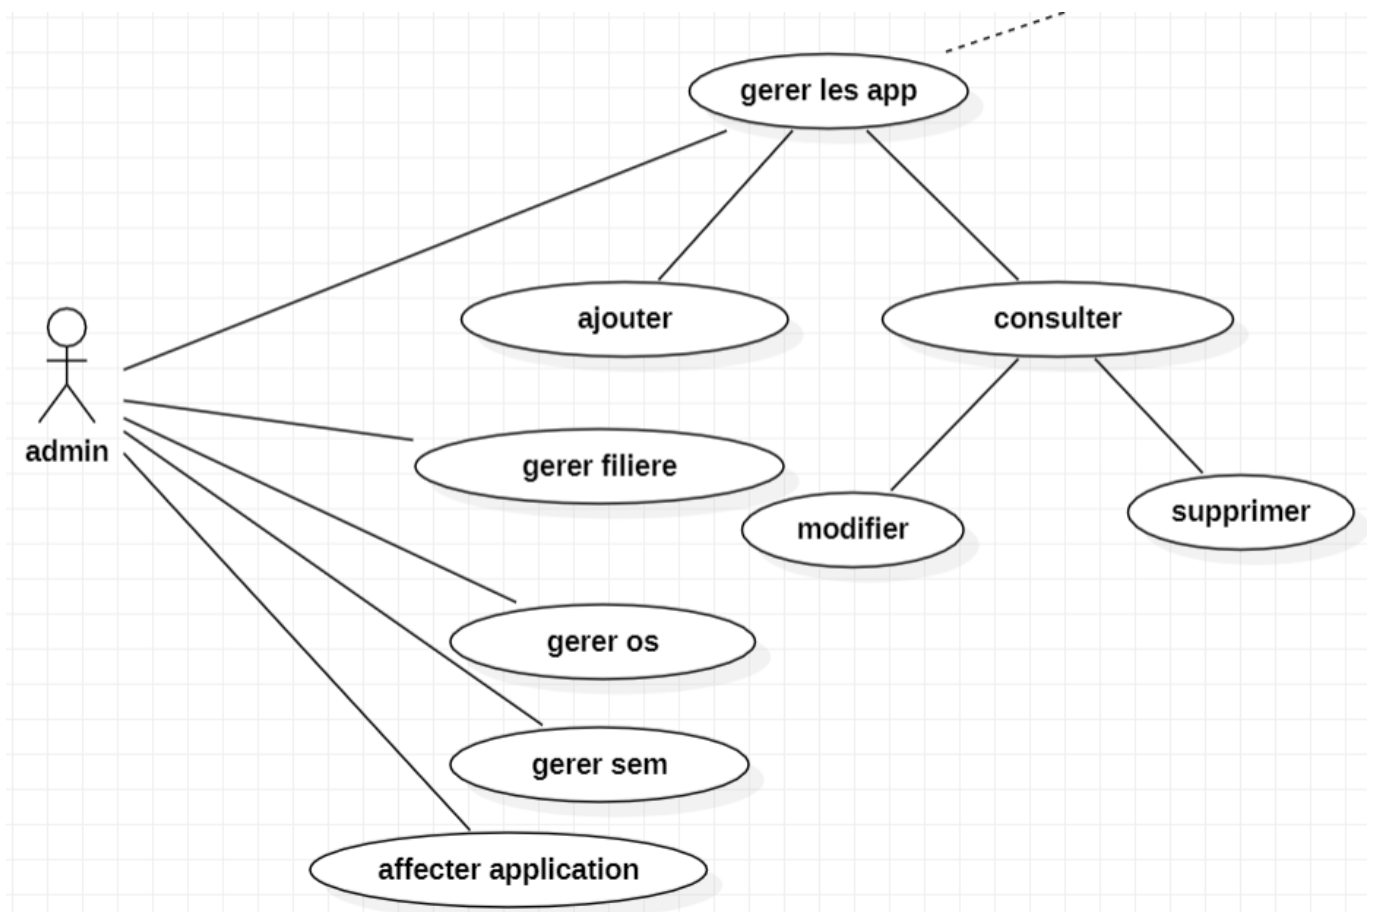 gerer les app
ajouter
consulter
admin
gerer filiere
modifier
supprimer
gerer os
gerer sem
affecter application